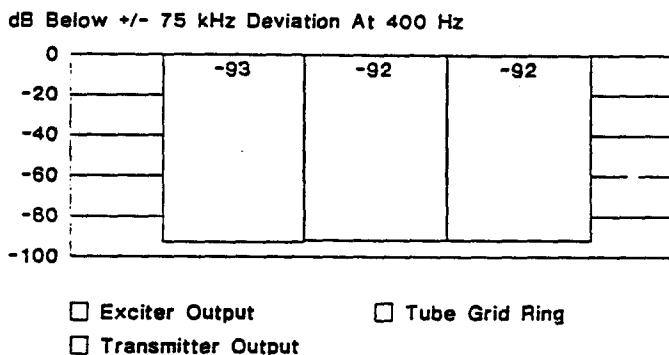 dB Below +/- 75 kHz Deviation At 400 Hz
0
-93 -92 -92
-20
-40
-60
-80
-100
Exciter Output Tube Grid Ring
Transmitter Output